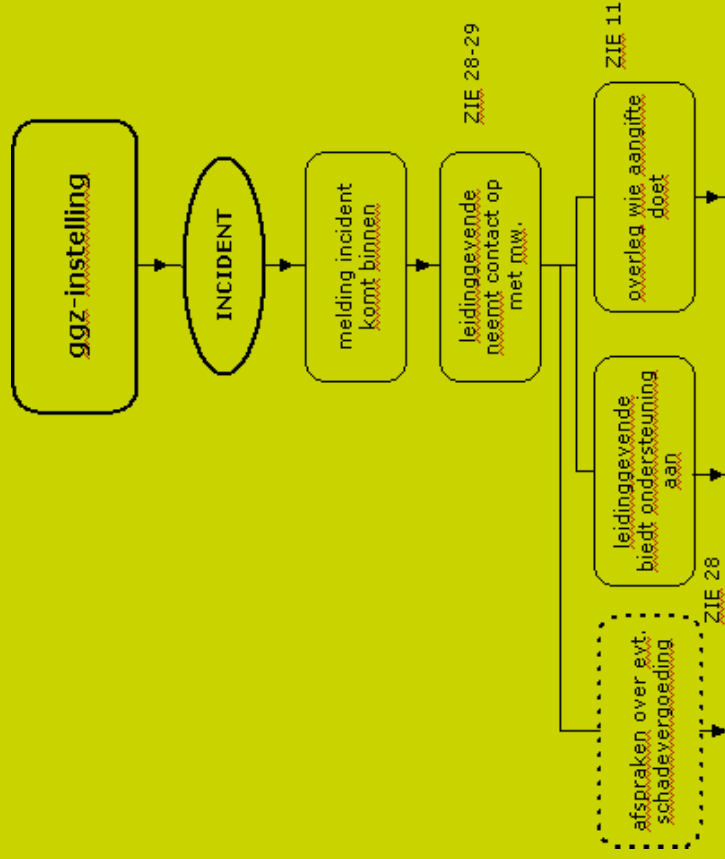 ggz-instelling
INCIDENT
melding incident
komt binnen
leidinggevende
neemt contact op
met mw.
ZIE 28-29
afspraken over evt.
schadevergoeding
ZIE 28
leidinggevende
biedt ondersteuning
aan
overleg wie aangifte
doet
ZIE 11